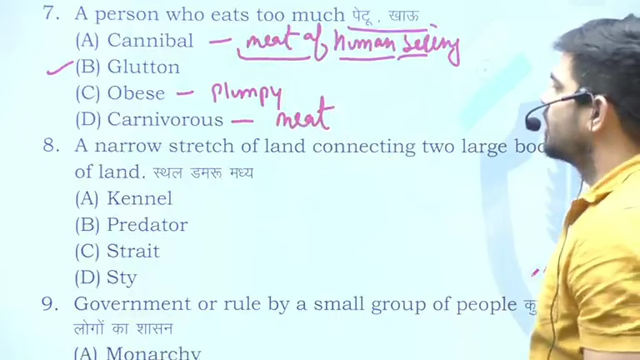 7. A person who eats too much पेटू , खाऊ
(A) Cannibal — meat of human being
(B) Glutton
(C) Obese — plumpy
(D) Carnivorous — meat
8. A narrow stretch of land connecting two large bod
of land. स्थल डमरू मध्य
(A) Kennel
(B) Predator
(C) Strait
(D) Sty
9. Government or rule by a small group of people कु
लोगों का शासन
(A) Monarchy